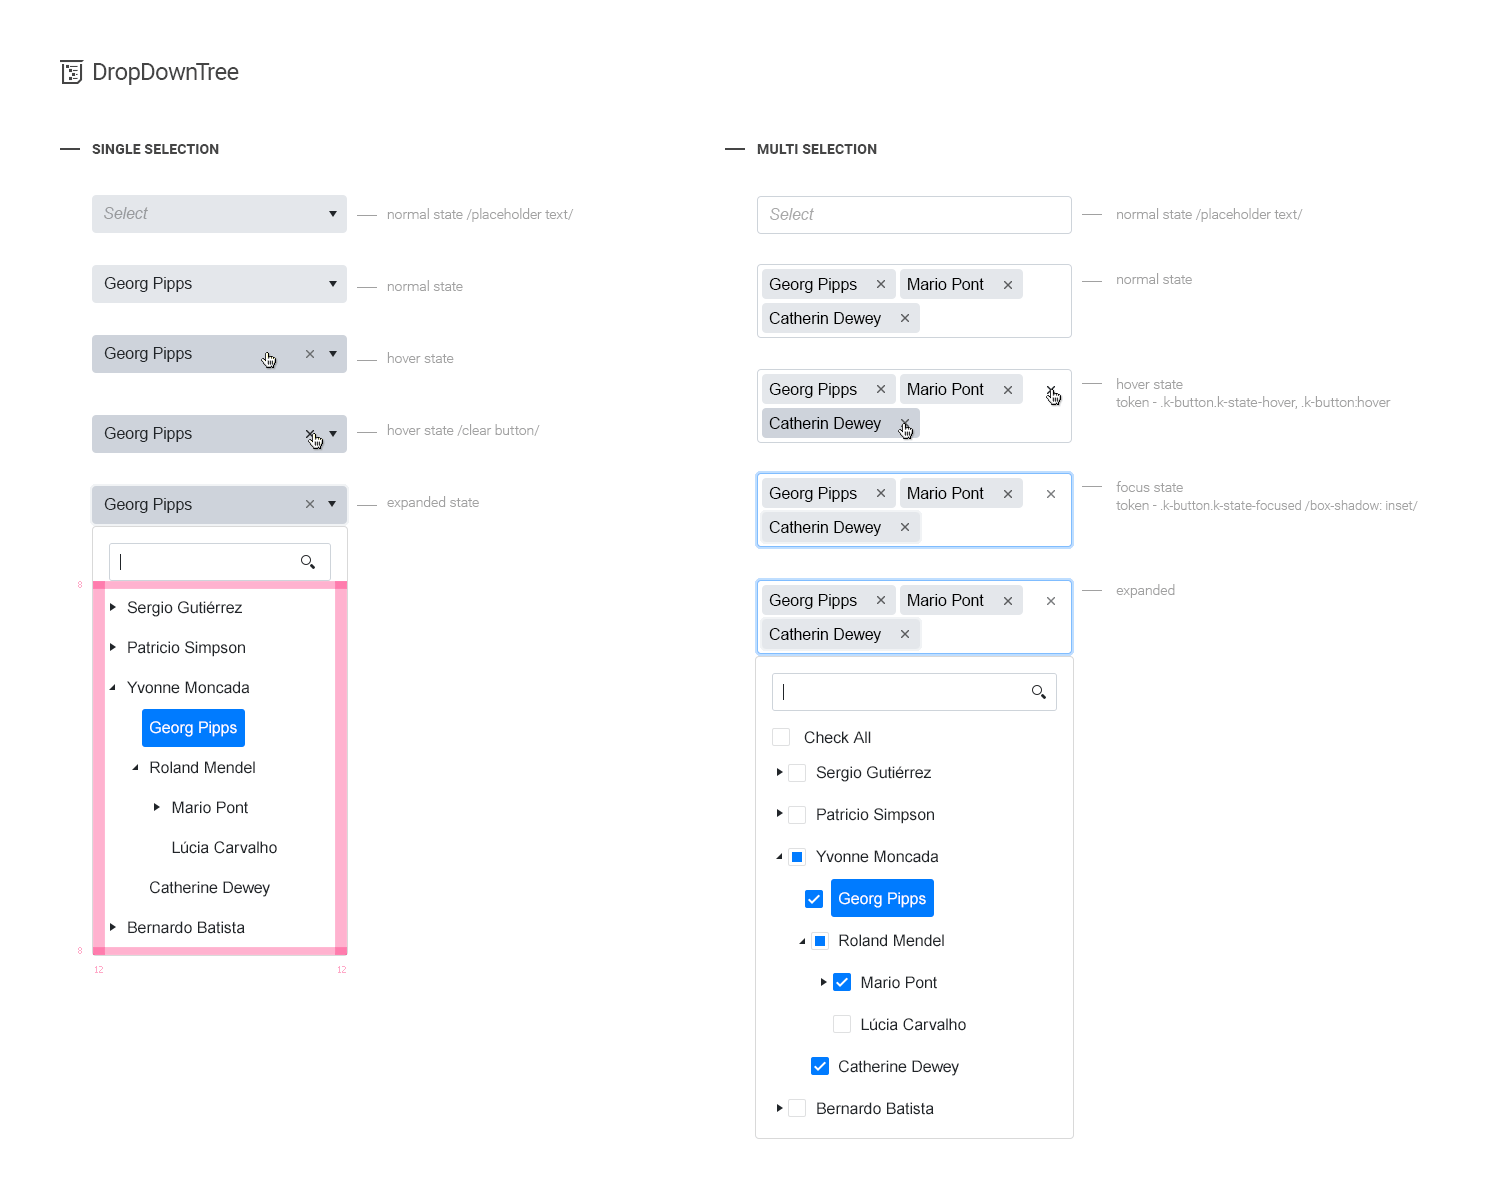 DropDownTree
SINGLE SELECTION
Select
normal state /placeholder text/
Georg Pipps
normal state
Georg Pipps
hover state
Georg Pipps
hover state /clear button/
Georg Pipps
expanded state
8
Sergio Gutiérrez
Patricio Simpson
Yvonne Moncada
Georg Pipps
Roland Mendel
Mario Pont
Lúcia Carvalho
Catherine Dewey
Bernardo Batista
8
12 12
MULTI SELECTION
Select
normal state /placeholder text/
Georg Pipps Mario Pont
Catherin Dewey
normal state
Georg Pipps Mario Pont
Catherin Dewey
hover state
token - .k-button.k-state-hover, .k-button:hover
Georg Pipps Mario Pont
Catherin Dewey
focus state
token - .k-button.k-state-focused /box-shadow: inset/
Georg Pipps Mario Pont
Catherin Dewey
expanded
Check All
Sergio Gutiérrez
Patricio Simpson
Yvonne Moncada
Georg Pipps
Roland Mendel
Mario Pont
Lúcia Carvalho
Catherine Dewey
Bernardo Batista